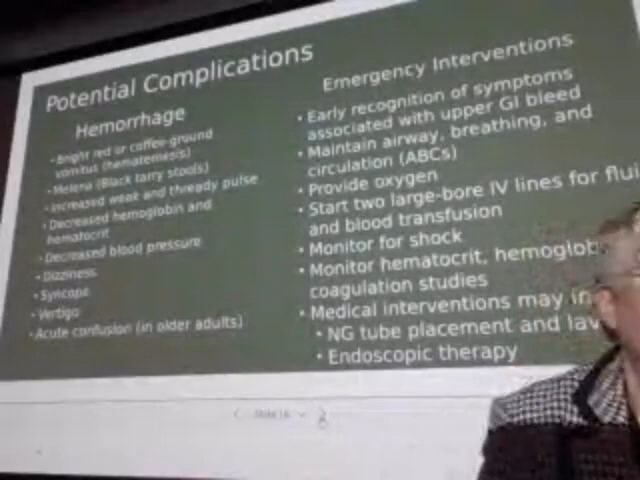 Potential Complications
Hemorrhage
• Bright red or coffee-ground
vomitus (hematemesis)
• Melena (Black tarry stools)
• Increased weak and thready pulse
• Decreased hemoglobin and
hematocrit
• Decreased blood pressure
• Dizziness
• Syncope
• Vertigo
• Acute confusion (in older adults)
Emergency Interventions
• Early recognition of symptoms
associated with upper GI bleed
• Maintain airway, breathing, and
circulation (ABCs)
• Provide oxygen
• Start two large-bore IV lines for flui
and blood transfusion
• Monitor for shock
• Monitor hematocrit, hemoglob
coagulation studies
• Medical interventions may in
• NG tube placement and lav
• Endoscopic therapy